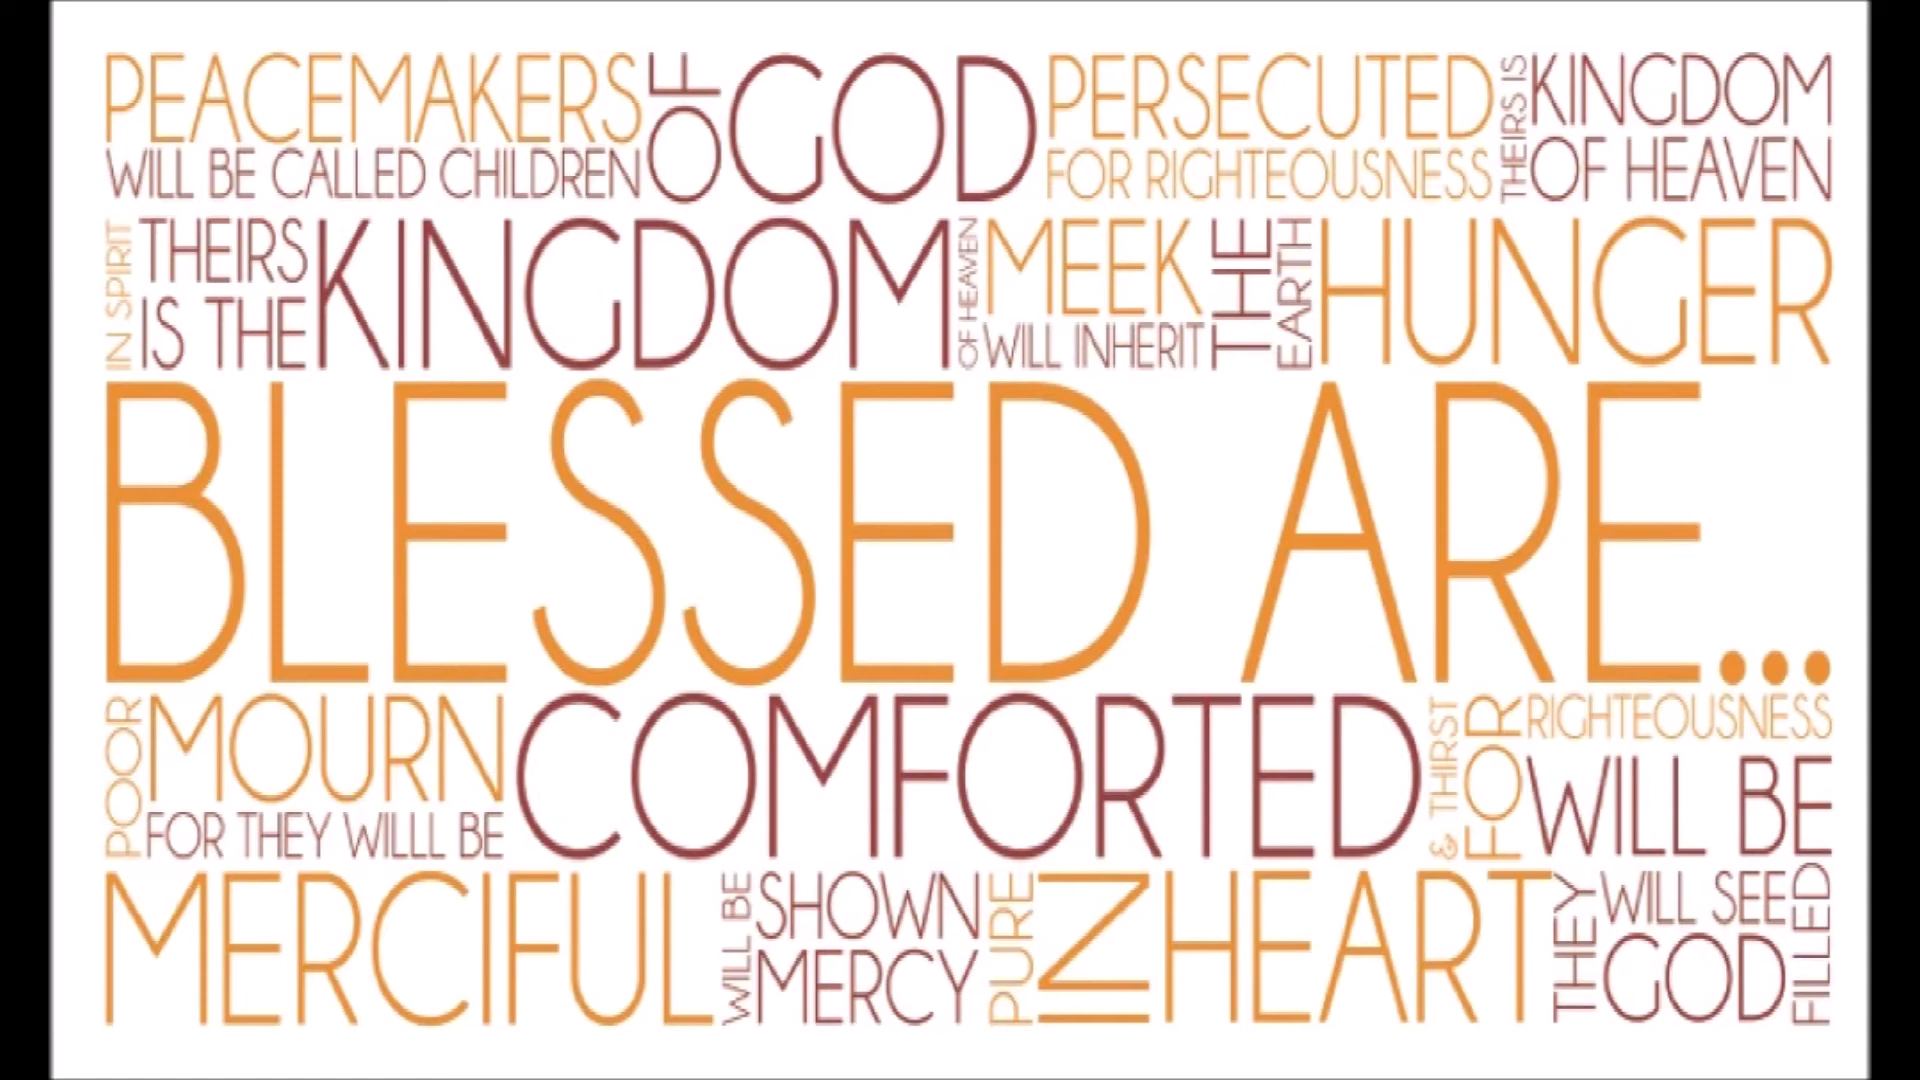 PEACEMAKERS
WILL BE CALLED CHILDREN
OF
GOD
PERSECUTED
FOR RIGHTEOUSNESS
THEIRS IS
KINGDOM
OF HEAVEN
IN SPIRIT
THEIRS
IS THE
KINGDOM
OF HEAVEN
MEEK
WILL INHERIT
THE
EARTH
HUNGER
BLESSED ARE...
POOR
MOURN
FOR THEY WILLL BE
COMFORTED
& THIRST
FOR
RIGHTEOUSNESS
WILL BE
MERCIFUL
WILL BE
SHOWN
MERCY
PURE
IN
HEART
THEY
WILL SEE
GOD
FILLED